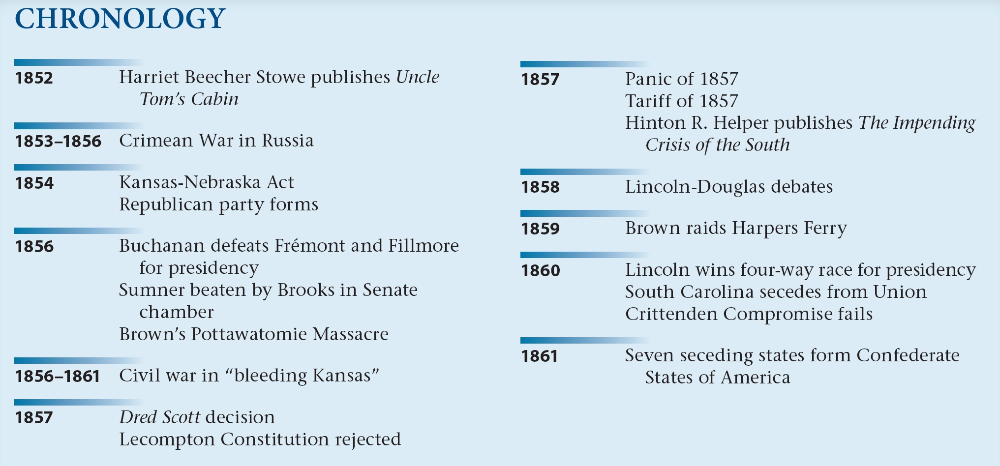 CHRONOLOGY
1852 Harriet Beecher Stowe publishes Uncle
Tom's Cabin
1853–1856 Crimean War in Russia
1854 Kansas-Nebraska Act
Republican party forms
1856 Buchanan defeats Frémont and Fillmore
for presidency
Sumner beaten by Brooks in Senate
chamber
Brown's Pottawatomie Massacre
1856–1861 Civil war in “bleeding Kansas”
1857 Dred Scott decision
Lecompton Constitution rejected
1857 Panic of 1857
Tariff of 1857
Hinton R. Helper publishes The Impending
Crisis of the South
1858 Lincoln-Douglas debates
1859 Brown raids Harpers Ferry
1860 Lincoln wins four-way race for presidency
South Carolina secedes from Union
Crittenden Compromise fails
1861 Seven seceding states form Confederate
States of America